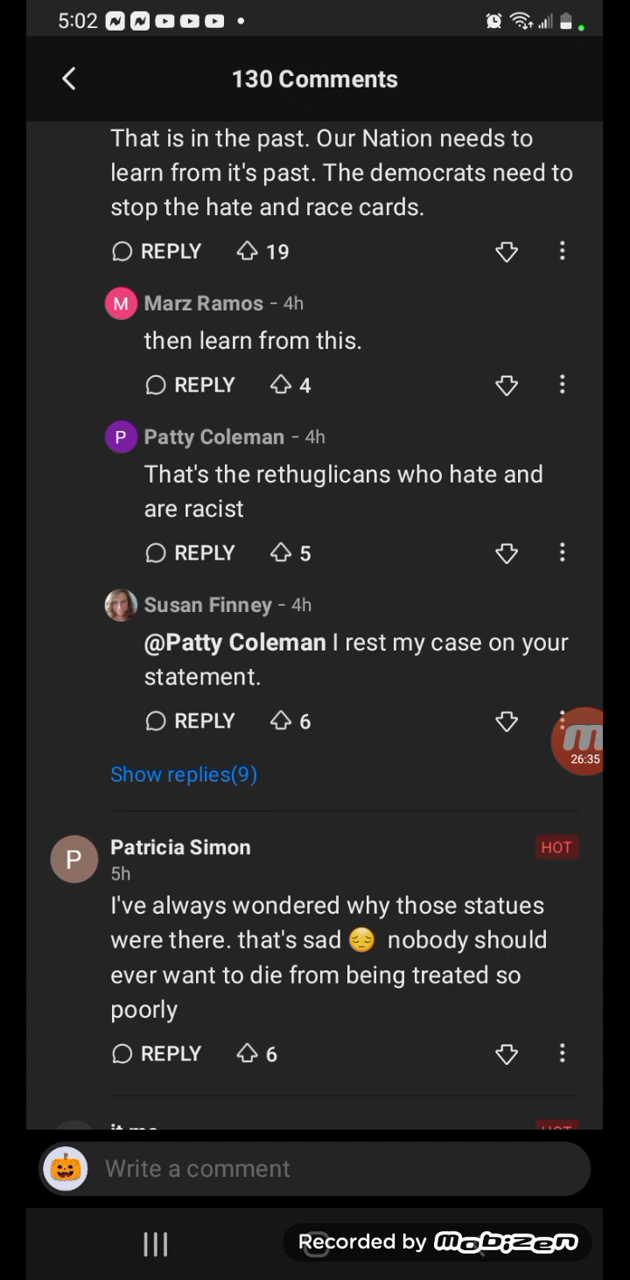 5:02
130 Comments
That is in the past. Our Nation needs to
learn from it's past. The democrats need to
stop the hate and race cards.
REPLY 19
M Marz Ramos - 4h
then learn from this.
REPLY 4
P Patty Coleman - 4h
That's the rethuglicans who hate and
are racist
REPLY 5
Susan Finney - 4h
@Patty Coleman I rest my case on your
statement.
REPLY 6
26:35
Show replies(9)
P Patricia Simon HOT
5h
I've always wondered why those statues
were there. that's sad 😔 nobody should
ever want to die from being treated so
poorly
REPLY 6
Write a comment
Recorded by mobizen